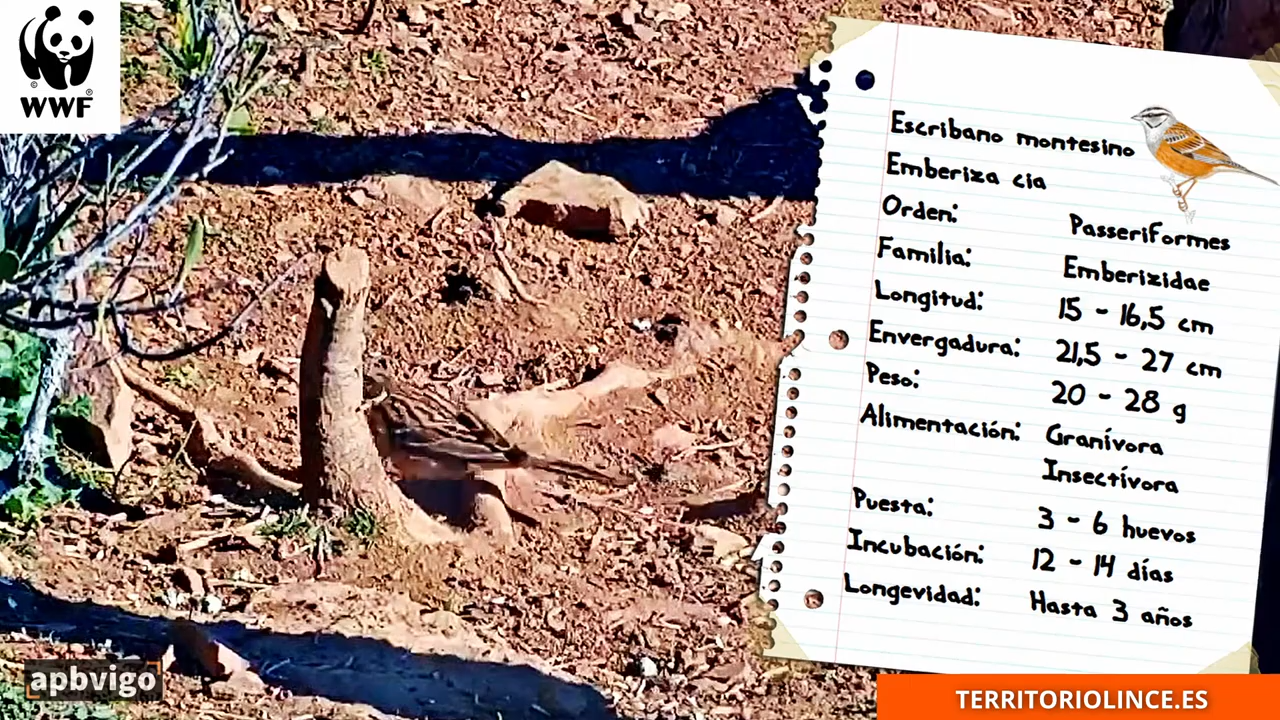 WWF
Escribano montesino
Emberiza cia
Orden: Passeriformes
Familia: Emberizidae
Longitud: 15 - 16,5 cm
Envergadura: 21,5 - 27 cm
Peso: 20 - 28 g
Alimentación: Granívora
Insectívora
Puesta: 3 - 6 huevos
Incubación: 12 - 14 días
Longevidad: Hasta 3 años
apbvigo
TERRITORIOLINCE.ES